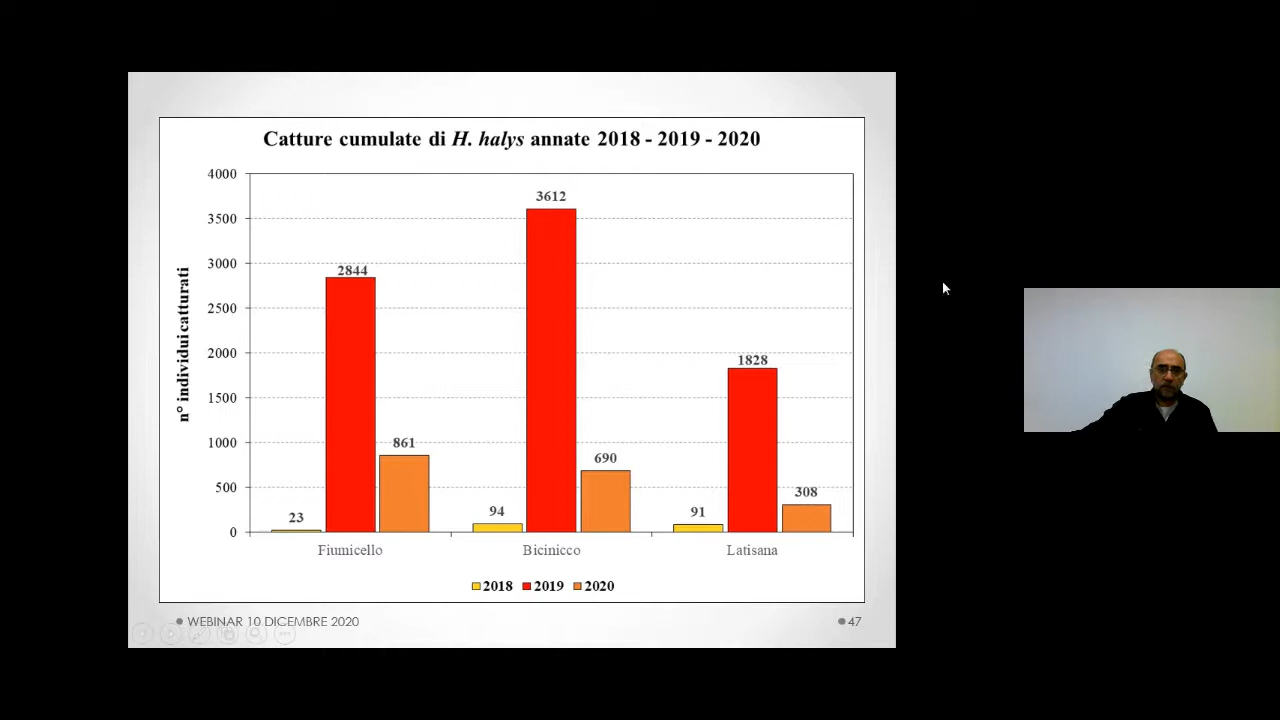 Catture cumulate di H. halys annate 2018 - 2019 - 2020
n° individui catturati
4000
3500
3000
2500
2000
1500
1000
500
0
23
2844
861
94
3612
690
91
1828
308
Fiumicello
Bicinicco
Latisana
2018 2019 2020
WEBINAR 10 DICEMBRE 2020
47